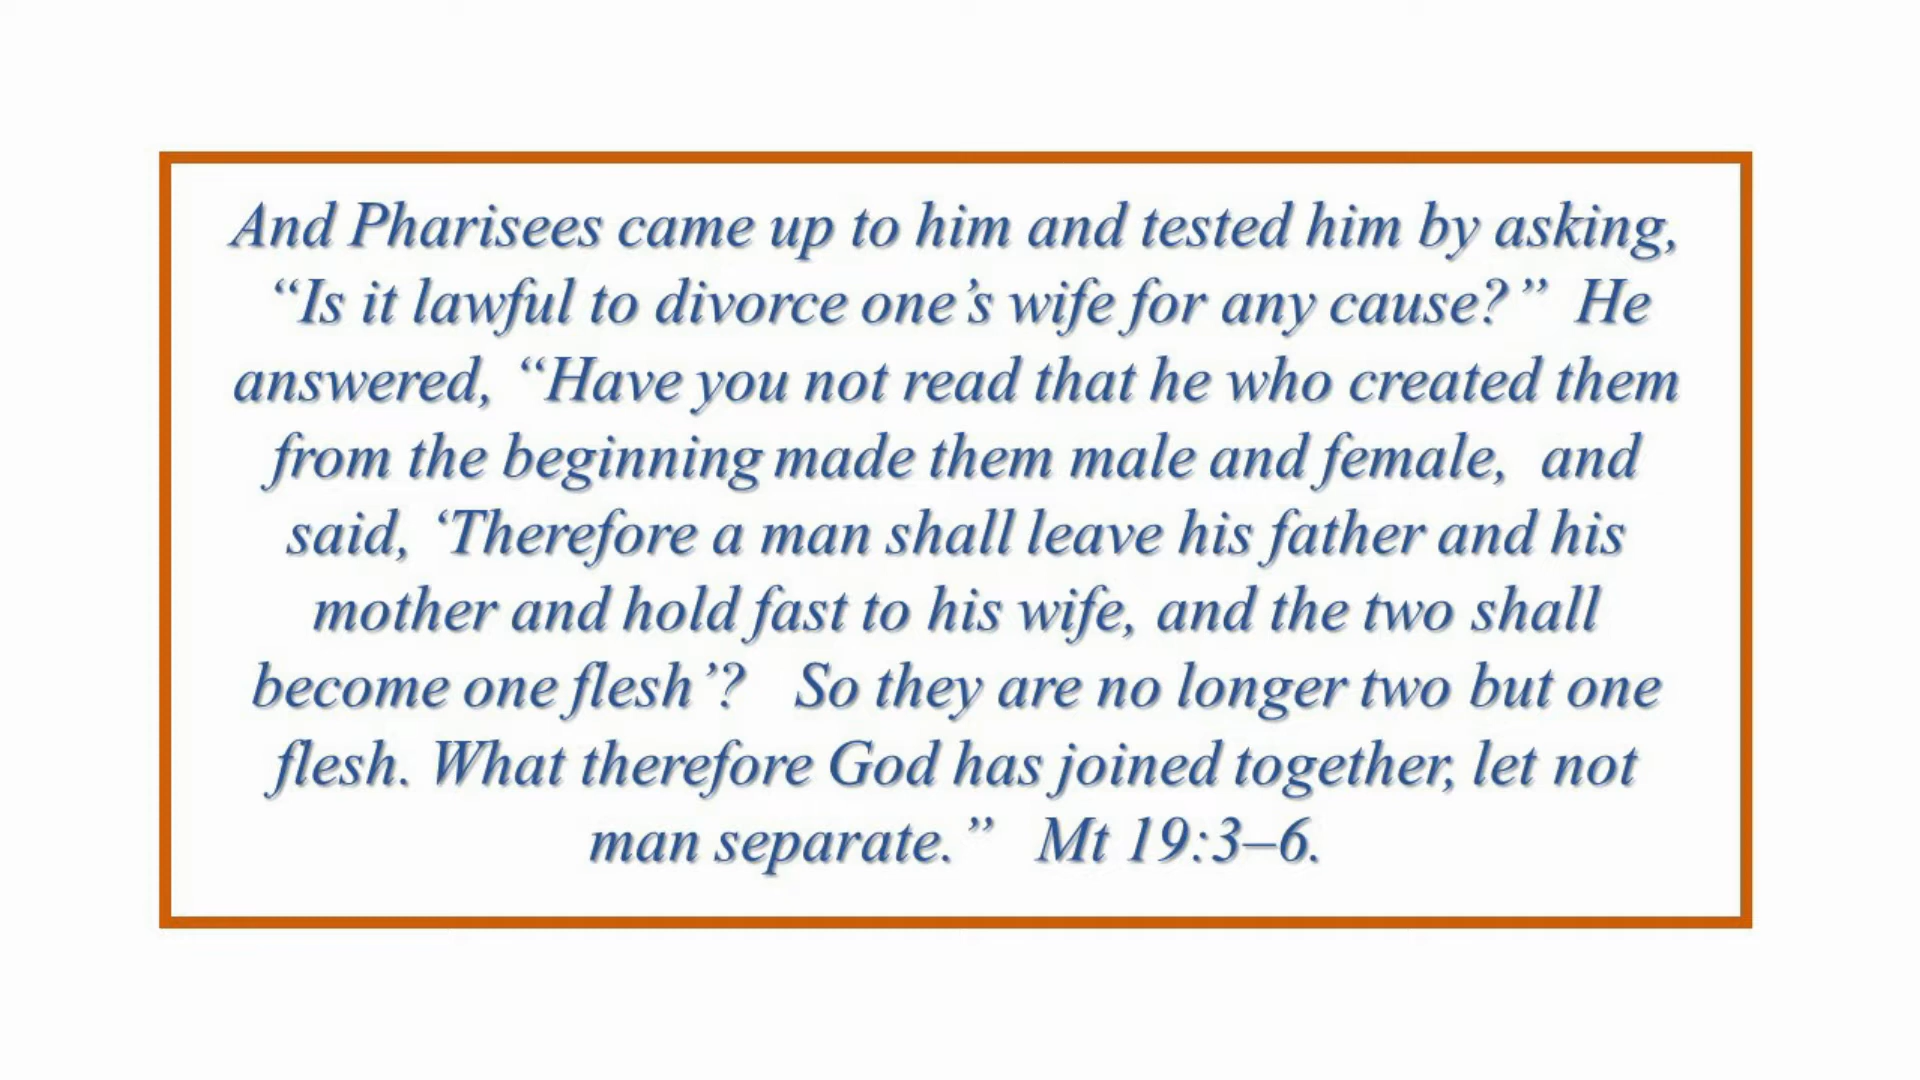 And Pharisees came up to him and tested him by asking,
“Is it lawful to divorce one’s wife for any cause?” He
answered, “Have you not read that he who created them
from the beginning made them male and female, and
said, ‘Therefore a man shall leave his father and his
mother and hold fast to his wife, and the two shall
become one flesh’? So they are no longer two but one
flesh. What therefore God has joined together, let not
man separate.” Mt 19:3–6.